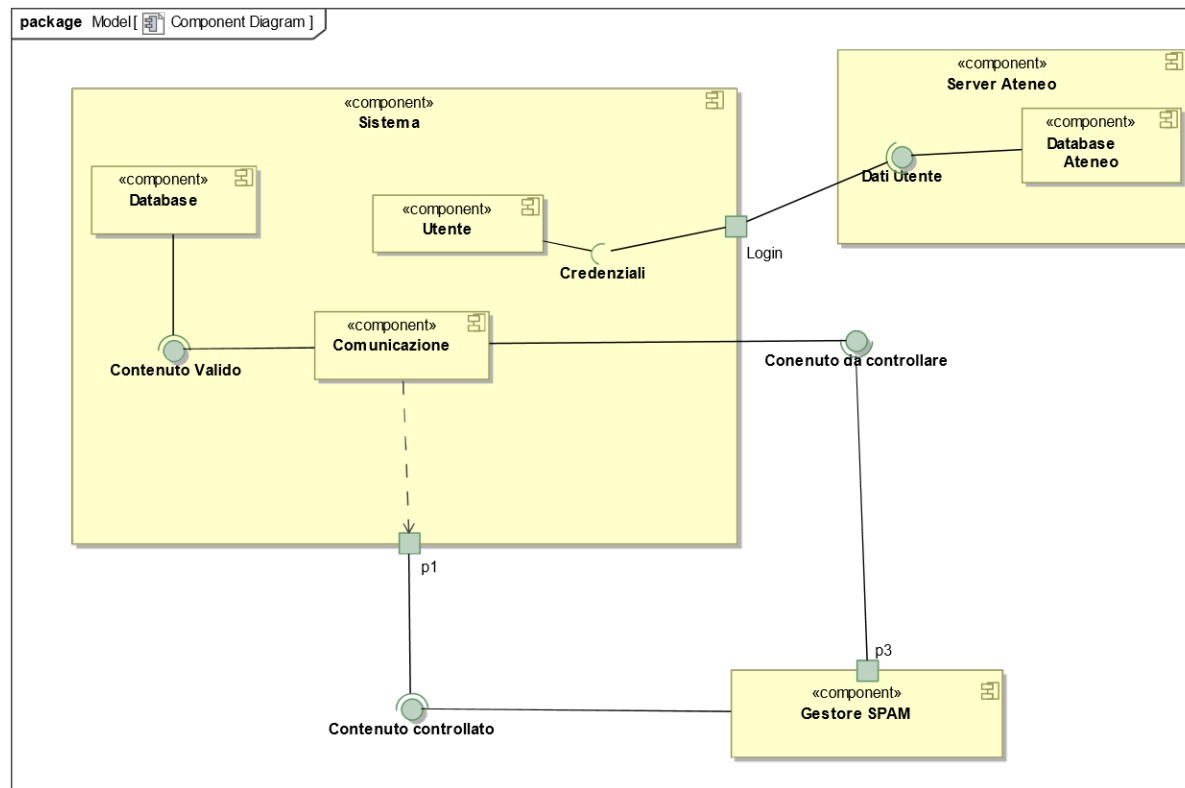 package Model [ Component Diagram ]
«component»
Server Ateneo
«component»
Sistema
«component»
Database
Ateneo
«component»
Database
«component»
Utente
Dati Utente
Login
Credenziali
«component»
Comunicazione
Contenuto Valido
Conenuto da controllare
p1
p3
«component»
Gestore SPAM
Contenuto controllato